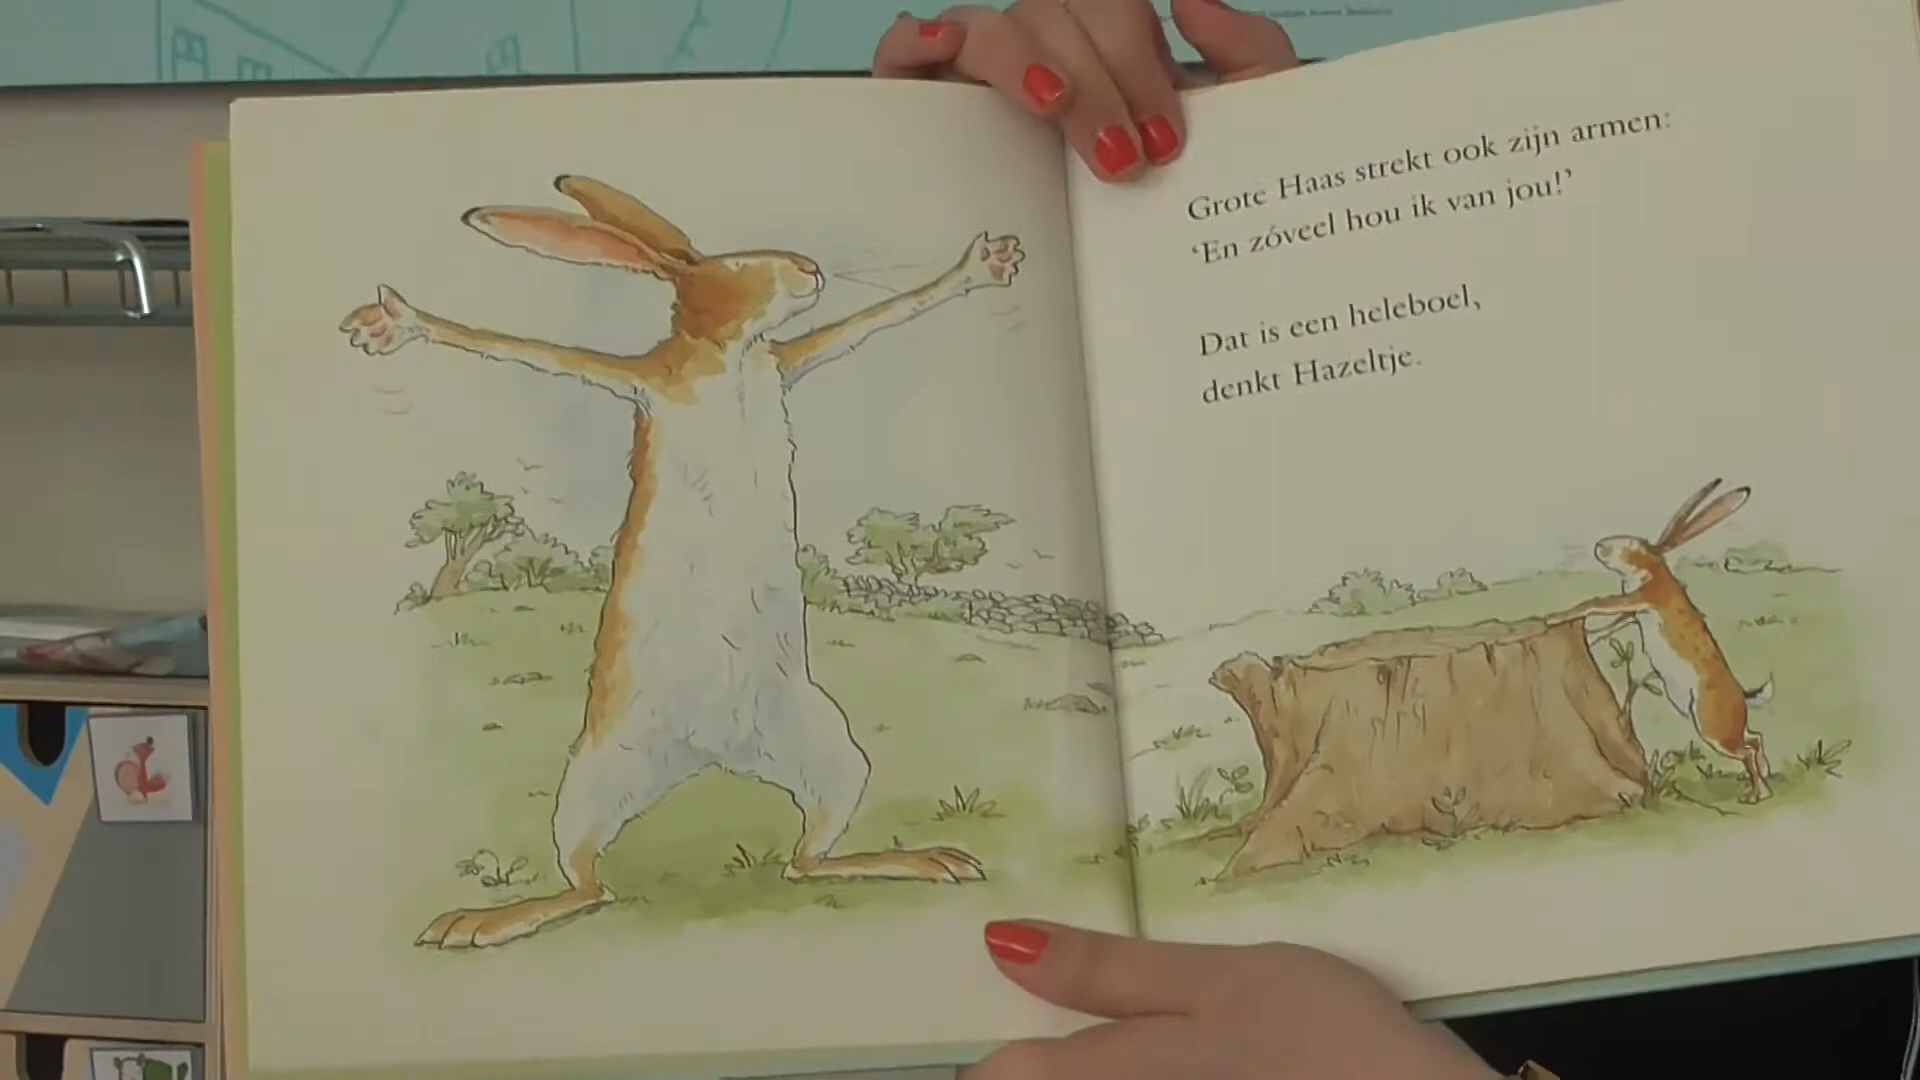 Grote Haas strekt ook zijn armen:
‘En zóveel hou ik van jou!’
Dat is een heleboel,
denkt Hazeltje.